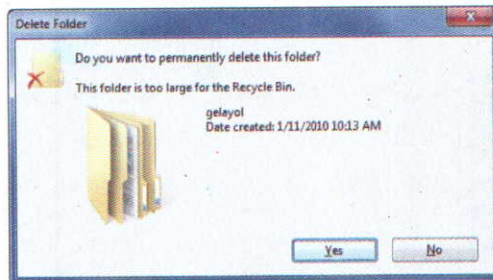 Delete Folder
Do you want to permanently delete this folder?
This folder is too large for the Recycle Bin.
gelayol
Date created: 1/11/2010 10:13 AM
Yes
No